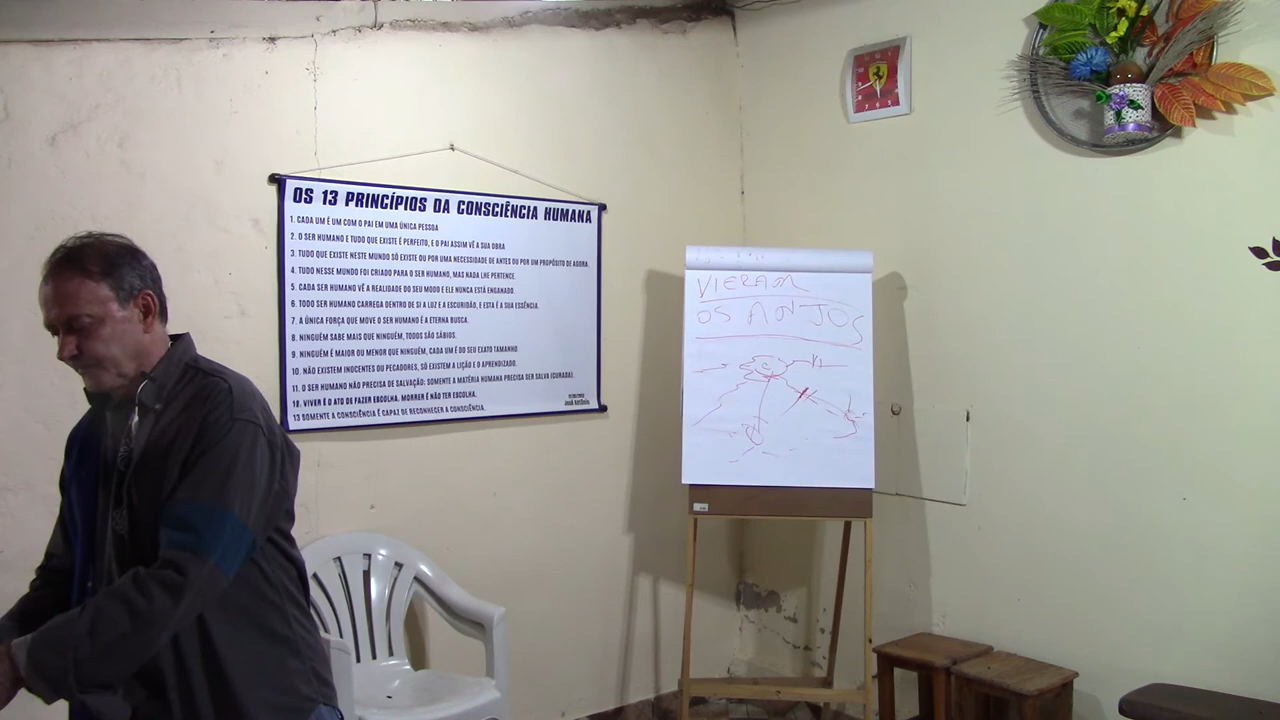 OS 13 PRINCÍPIOS DA CONSCIÊNCIA HUMANA
1. CADA UM É UM COM O PAI EM UMA ÚNICA PESSOA
2. O SER HUMANO E TUDO QUE EXISTE É PERFEITO, E O PAI ASSIM VÊ A SUA OBRA
3. TUDO QUE EXISTE NESTE MUNDO SÓ EXISTE OU POR UMA NECESSIDADE DE ANTES OU POR UM PROPÓSITO DE AGORA.
4. TUDO NESSE MUNDO FOI CRIADO PARA O SER HUMANO, MAS NADA LHE PERTENCE.
5. CADA SER HUMANO VÊ A REALIDADE DO SEU MODO E ELE NUNCA ESTÁ ENGANADO.
6. TODO SER HUMANO CARREGA DENTRO DE SI A LUZ E A ESCURIDÃO, E ESTA É A SUA ESSÊNCIA.
7. A ÚNICA FORÇA QUE MOVE O SER HUMANO É A ETERNA BUSCA.
8. NINGUÉM SABE MAIS QUE NINGUÉM, TODOS SÃO SÁBIOS.
9. NINGUÉM É MAIOR OU MENOR QUE NINGUÉM, CADA UM É DO SEU EXATO TAMANHO.
10. NÃO EXISTEM INOCENTES OU PECADORES, SÓ EXISTEM A LIÇÃO E O APRENDIZADO.
11. O SER HUMANO NÃO PRECISA DE SALVAÇÃO: SOMENTE A MATÉRIA HUMANA PRECISA SER SALVA (CURADA).
12. VIVER É O ATO DE FAZER ESCOLHA. MORRER É NÃO TER ESCOLHA.
13 SOMENTE A CONSCIÊNCIA É CAPAZ DE RECONHECER A CONSCIÊNCIA.
José Antônio
VIERAM
OS ANJOS